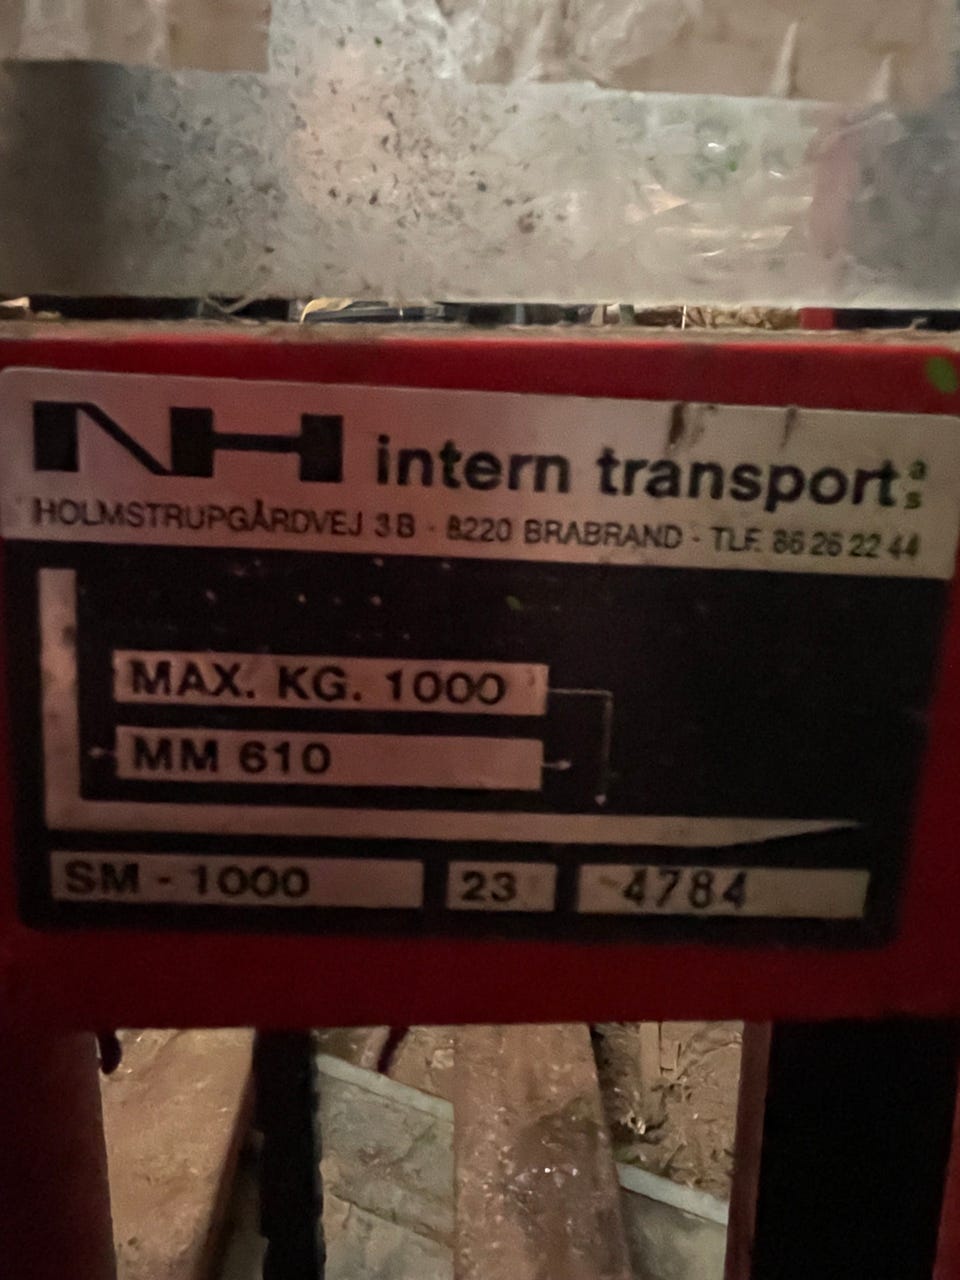 NH intern transport a/s
HOLMSTRUPGÅRDVEJ 3B · 8220 BRABRAND · TLF. 86 26 22 44
MAX. KG. 1000
MM 610
SM - 1000 23 4784